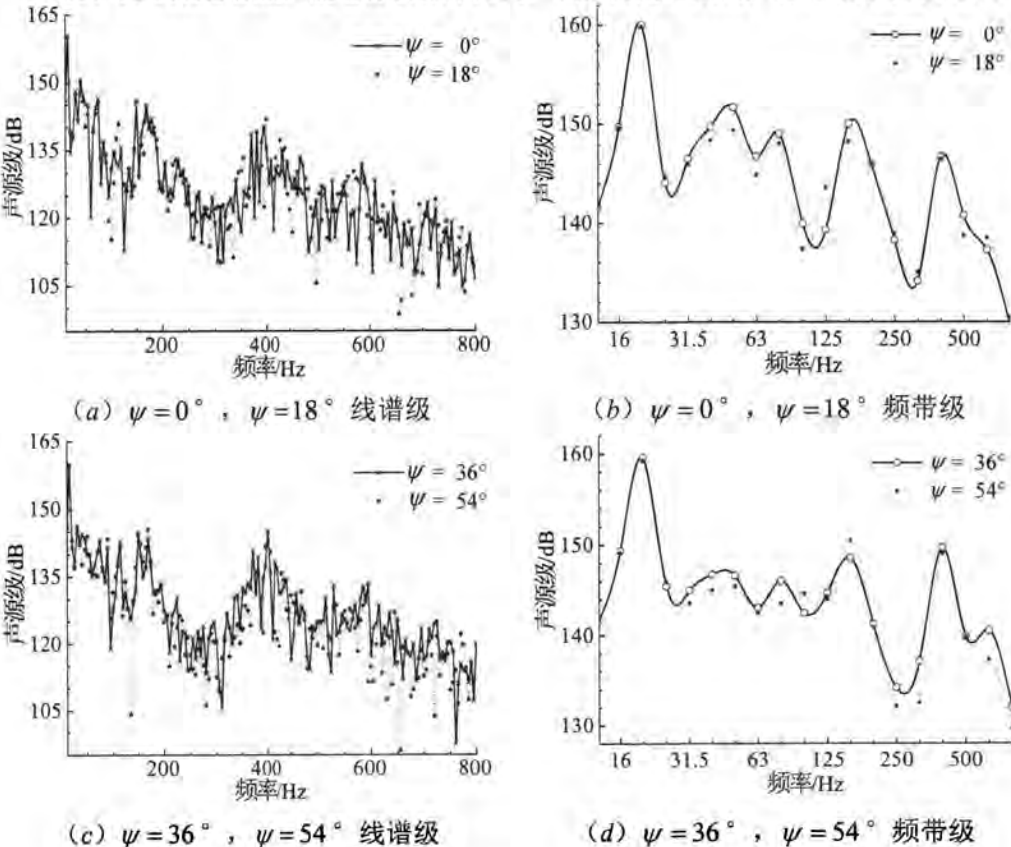 165
150
135
120
105
声源级/dB
ψ = 0°
ψ = 18°
200 400 600 800
频率/Hz
(a) ψ=0°，ψ=18° 线谱级
160
150
140
130
声源级/dB
ψ = 0°
ψ = 18°
16 31.5 63 125 250 500
频率/Hz
(b) ψ=0°，ψ=18° 频带级
165
150
135
120
105
声源级/dB
ψ = 36°
ψ = 54°
200 400 600 800
频率/Hz
(c) ψ=36°，ψ=54° 线谱级
160
150
140
130
声源级/dB
ψ = 36°
ψ = 54°
16 31.5 63 125 250 500
频率/Hz
(d) ψ=36°，ψ=54° 频带级